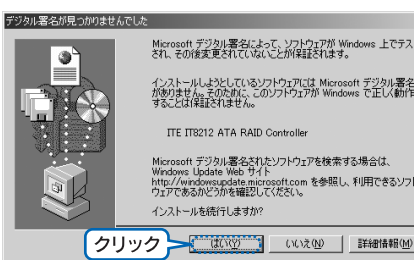 デジタル署名が見つかりませんでした
Microsoft デジタル署名によって、ソフトウェアが Windows 上でテス
され、その後変更されていないことが保証されます。
インストールしようとしているソフトウェアには Microsoft デジタル署名
がありません。そのために、このソフトウェアが Windows で正しく動作
することは保証されません。
ITE IT8212 ATA RAID Controller
Microsoft デジタル署名されたソフトウェアを検索する場合は、
Windows Update Web サイト
http://windowsupdate.microsoft.com を参照し、利用できるソフ
ウェアであるかどうかを確認してください。
インストールを続行しますか?
クリック
はい(Y) いいえ(N) 詳細情報(M)